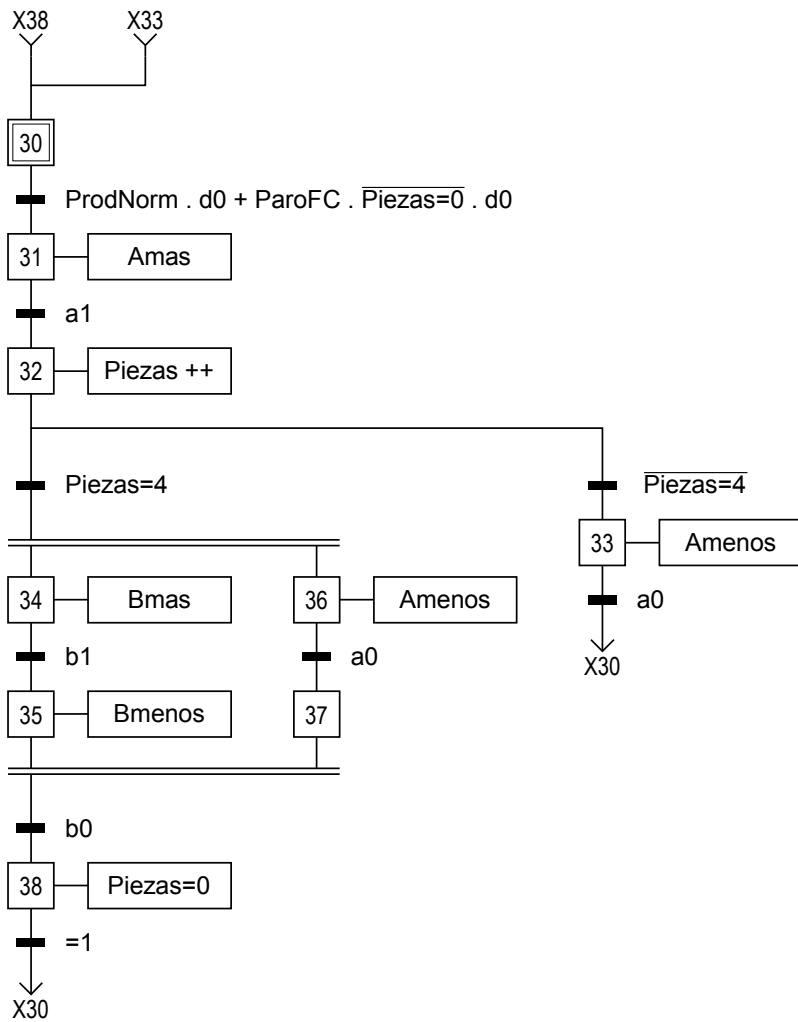 X38 X33
30
ProdNorm . d0 + ParoFC . Piezas=0 . d0
31 Amas
a1
32 Piezas ++
Piezas=4 Piezas=4
33 Amenos
34 Bmas 36 Amenos
a0
b1 a0
X30
35 Bmenos 37
b0
38 Piezas=0
=1
X30